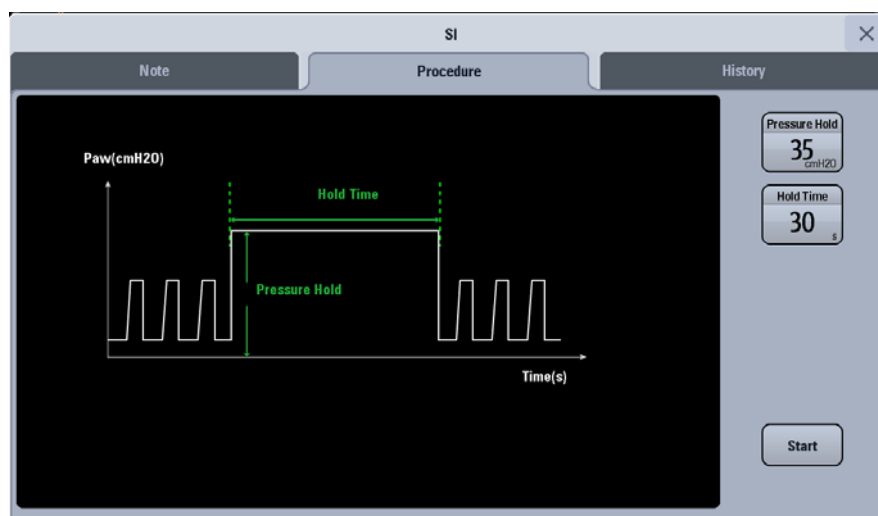 SI
Note
Procedure
History
Paw(cmH2O)
Hold Time
Pressure Hold
Time(s)
Pressure Hold
35
cmH2O
Hold Time
30
s
Start